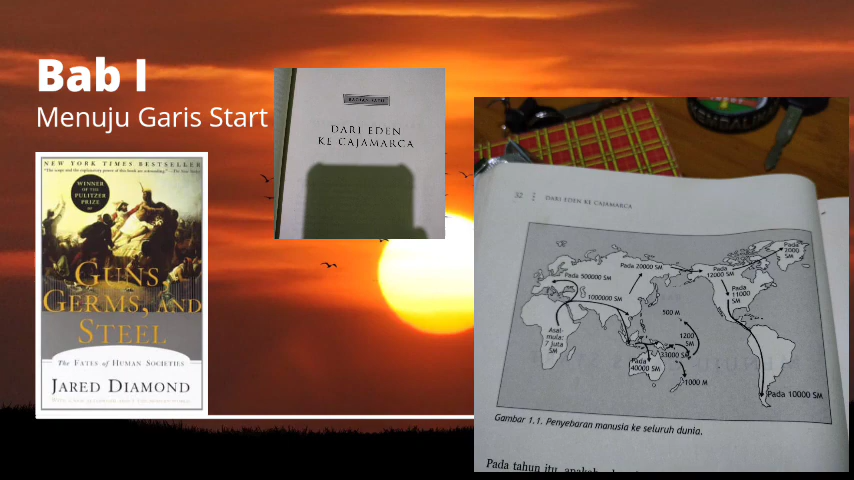 Bab I
Menuju Garis Start
NEW YORK TIMES BESTSELLER
WINNER
OF THE
PULITZER
PRIZE
GUNS
GERMS, AND
STEEL
The FATES of HUMAN SOCIETIES
JARED DIAMOND
BAGIAN SATU
DARI EDEN
KE CAJAMARCA
32
DARI EDEN KE CAJAMARCA
Pada 2000 SM
Pada 20000 SM
Pada 12000 SM
Pada 500000 SM
Pada 11000 SM
1000000 SM
500 M
Asal-mula: 7 juta SM
1200 SM
33000 SM
Pada 40000 SM
1000 M
Pada 10000 SM
Gambar 1.1. Penyebaran manusia ke seluruh dunia.
Pada tahun itu, apakah